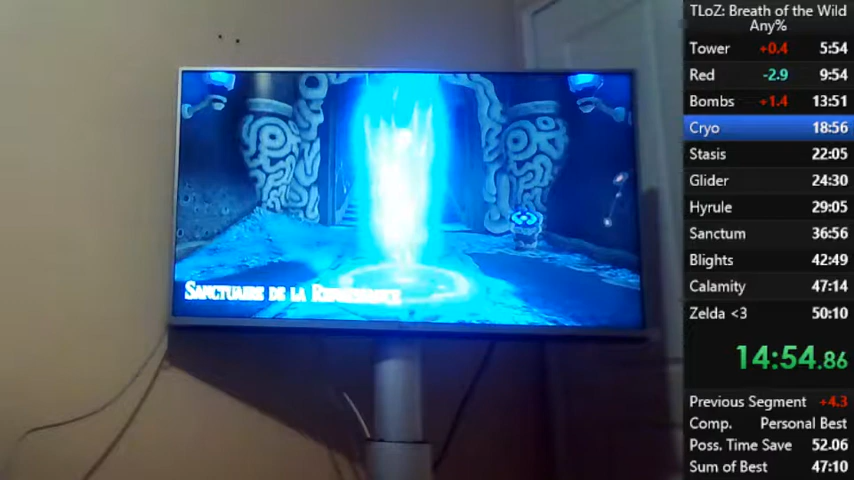 TLoZ: Breath of the Wild
Any%
Tower +0.4 5:54
Red -2.9 9:54
Bombs +1.4 13:51
Cryo 18:56
Stasis 22:05
Glider 24:30
Hyrule 29:05
Sanctum 36:56
Blights 42:49
Calamity 47:14
Zelda <3 50:10
14:54.86
Previous Segment +4.3
Comp. Personal Best
Poss. Time Save 52.06
Sum of Best 47:10
SANCTUAIRE DE LA RENAISSANCE